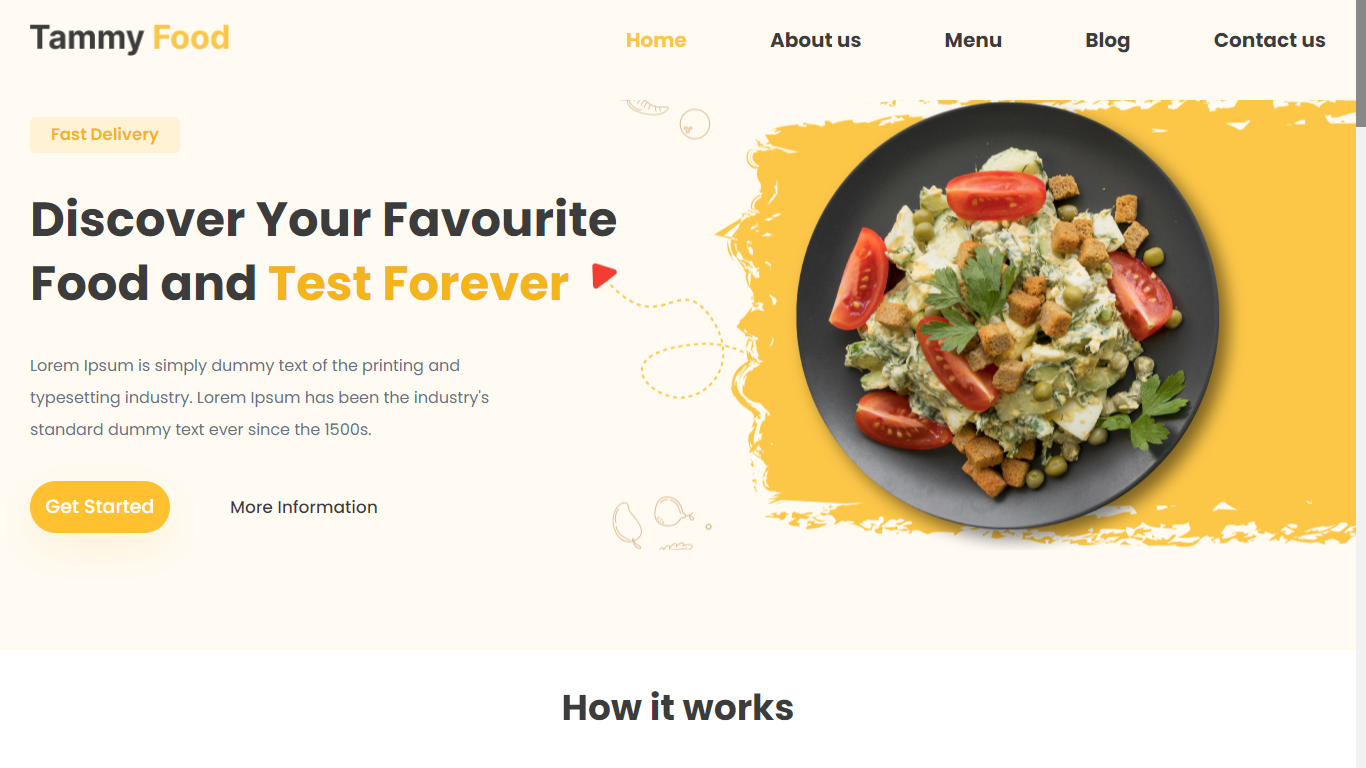 Tammy Food
Home
About us
Menu
Blog
Contact us
Fast Delivery
Discover Your Favourite
Food and Test Forever
Lorem Ipsum is simply dummy text of the printing and
typesetting industry. Lorem Ipsum has been the industry's
standard dummy text ever since the 1500s.
Get Started
More Information
How it works